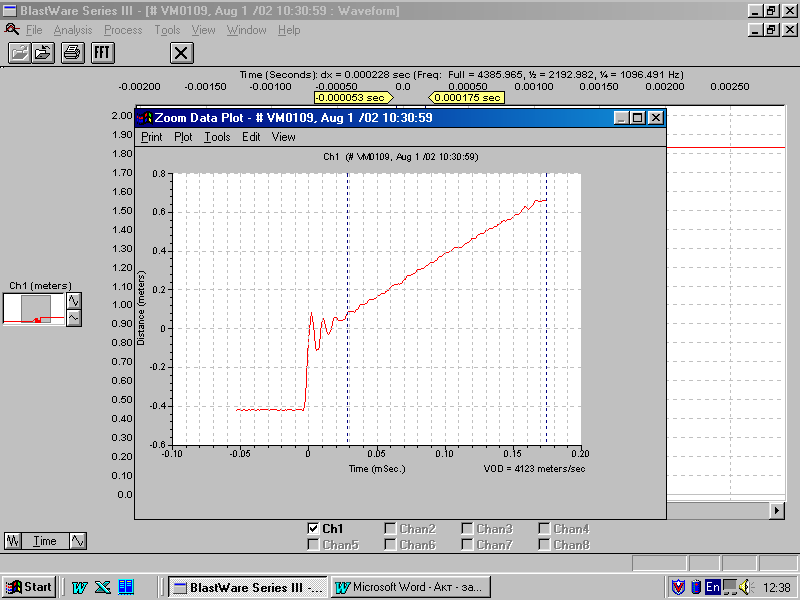 BlastWare Series III - [# VM0109, Aug 1 /02 10:30:59 : Waveform]
File Analysis Process Tools View Window Help
FFT
Time (Seconds): dx = 0.000228 sec (Freq: Full = 4385.965, ½ = 2192.982, ¼ = 1096.491 Hz)
-0.00200 -0.00150 -0.00100 -0.00050 0.0 0.00050 0.00100 0.00150 0.00200 0.00250
-0.000053 sec 0.000175 sec
Zoom Data Plot - # VM0109, Aug 1 /02 10:30:59
Print Plot Tools Edit View
Ch1 (# VM0109, Aug 1 /02 10:30:59)
2.00
1.90
1.80
1.70
1.60
1.50
1.40
1.30
1.20
1.10
1.00
0.90
0.80
0.70
0.60
0.50
0.40
0.30
0.20
0.10
0.0
Ch1 (meters)
Distance (meters)
0.8
0.6
0.4
0.2
0
-0.2
-0.4
-0.6
-0.10 -0.05 0 0.05 0.10 0.15 0.20
Time (mSec.) VOD = 4123 meters/sec
Ch1 Chan2 Chan3 Chan4
Chan5 Chan6 Chan7 Chan8
Time
Start BlastWare Series III -... Microsoft Word - Акт - за... En 12:38